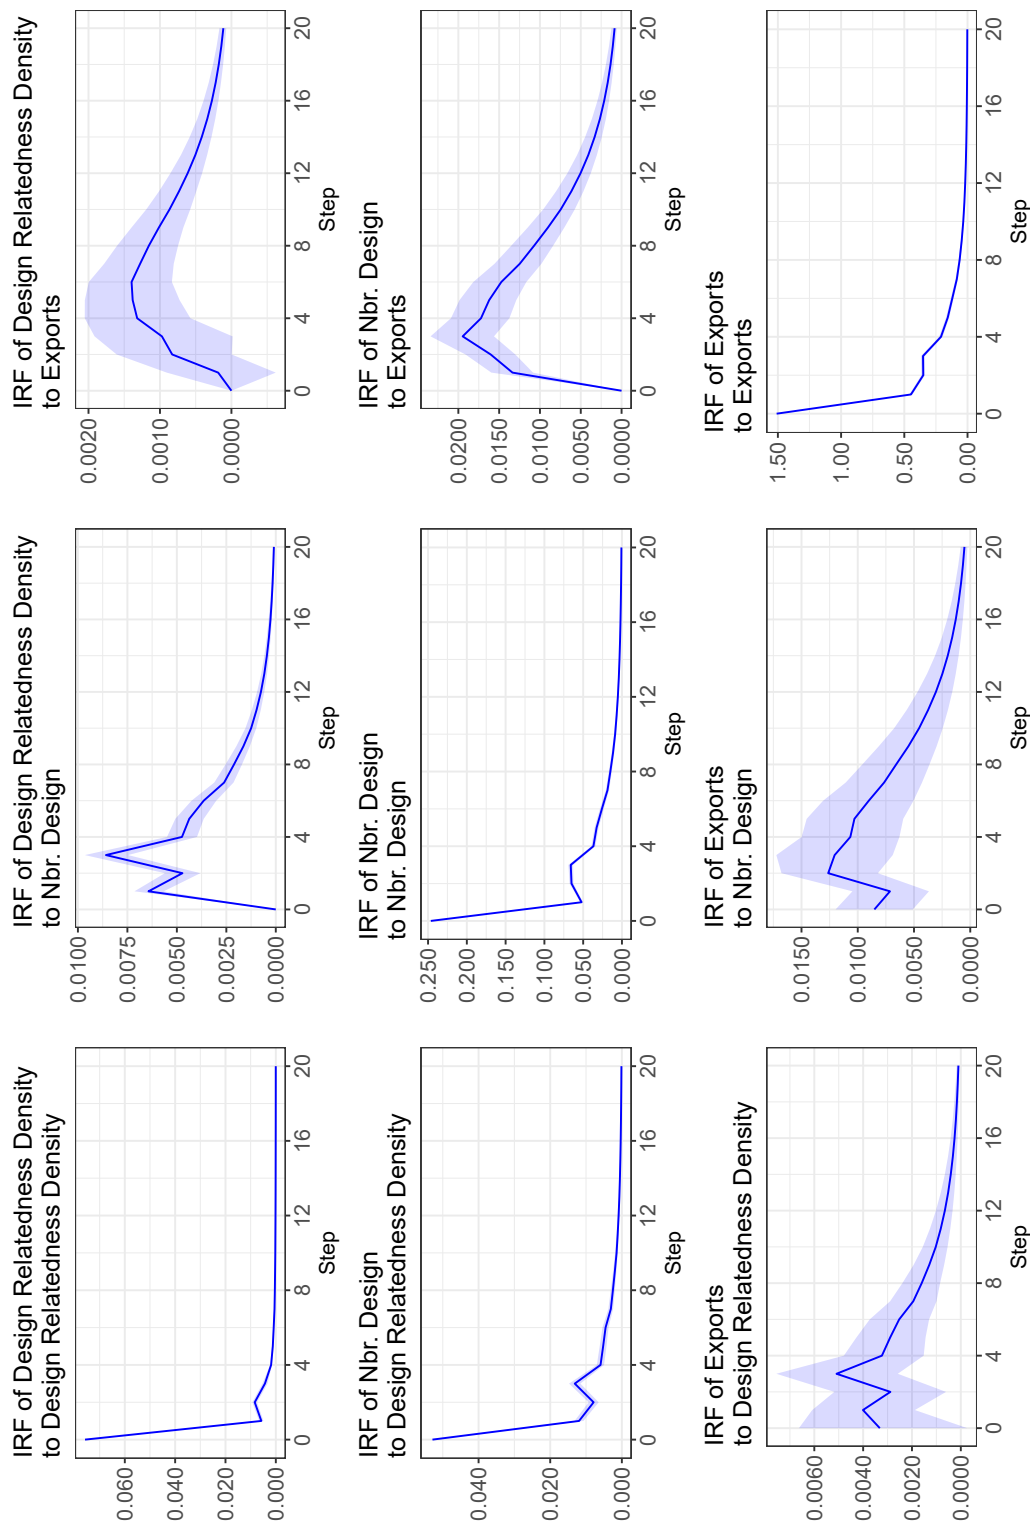 IRF of Design Relatedness Density
to Design Relatedness Density
0.060
0.040
0.020
0.000
0 4 8 12 16 20
Step
IRF of Design Relatedness Density
to Nbr. Design
0.0100
0.0075
0.0050
0.0025
0.0000
0 4 8 12 16 20
Step
IRF of Design Relatedness Density
to Exports
0.0020
0.0010
0.0000
0 4 8 12 16 20
Step
IRF of Nbr. Design
to Design Relatedness Density
0.040
0.020
0.000
0 4 8 12 16 20
Step
IRF of Nbr. Design
to Nbr. Design
0.250
0.200
0.150
0.100
0.050
0.000
0 4 8 12 16 20
Step
IRF of Nbr. Design
to Exports
0.0200
0.0150
0.0100
0.0050
0.0000
0 4 8 12 16 20
Step
IRF of Exports
to Design Relatedness Density
0.0060
0.0040
0.0020
0.0000
0 4 8 12 16 20
Step
IRF of Exports
to Nbr. Design
0.0150
0.0100
0.0050
0.0000
0 4 8 12 16 20
Step
IRF of Exports
to Exports
1.50
1.00
0.50
0.00
0 4 8 12 16 20
Step